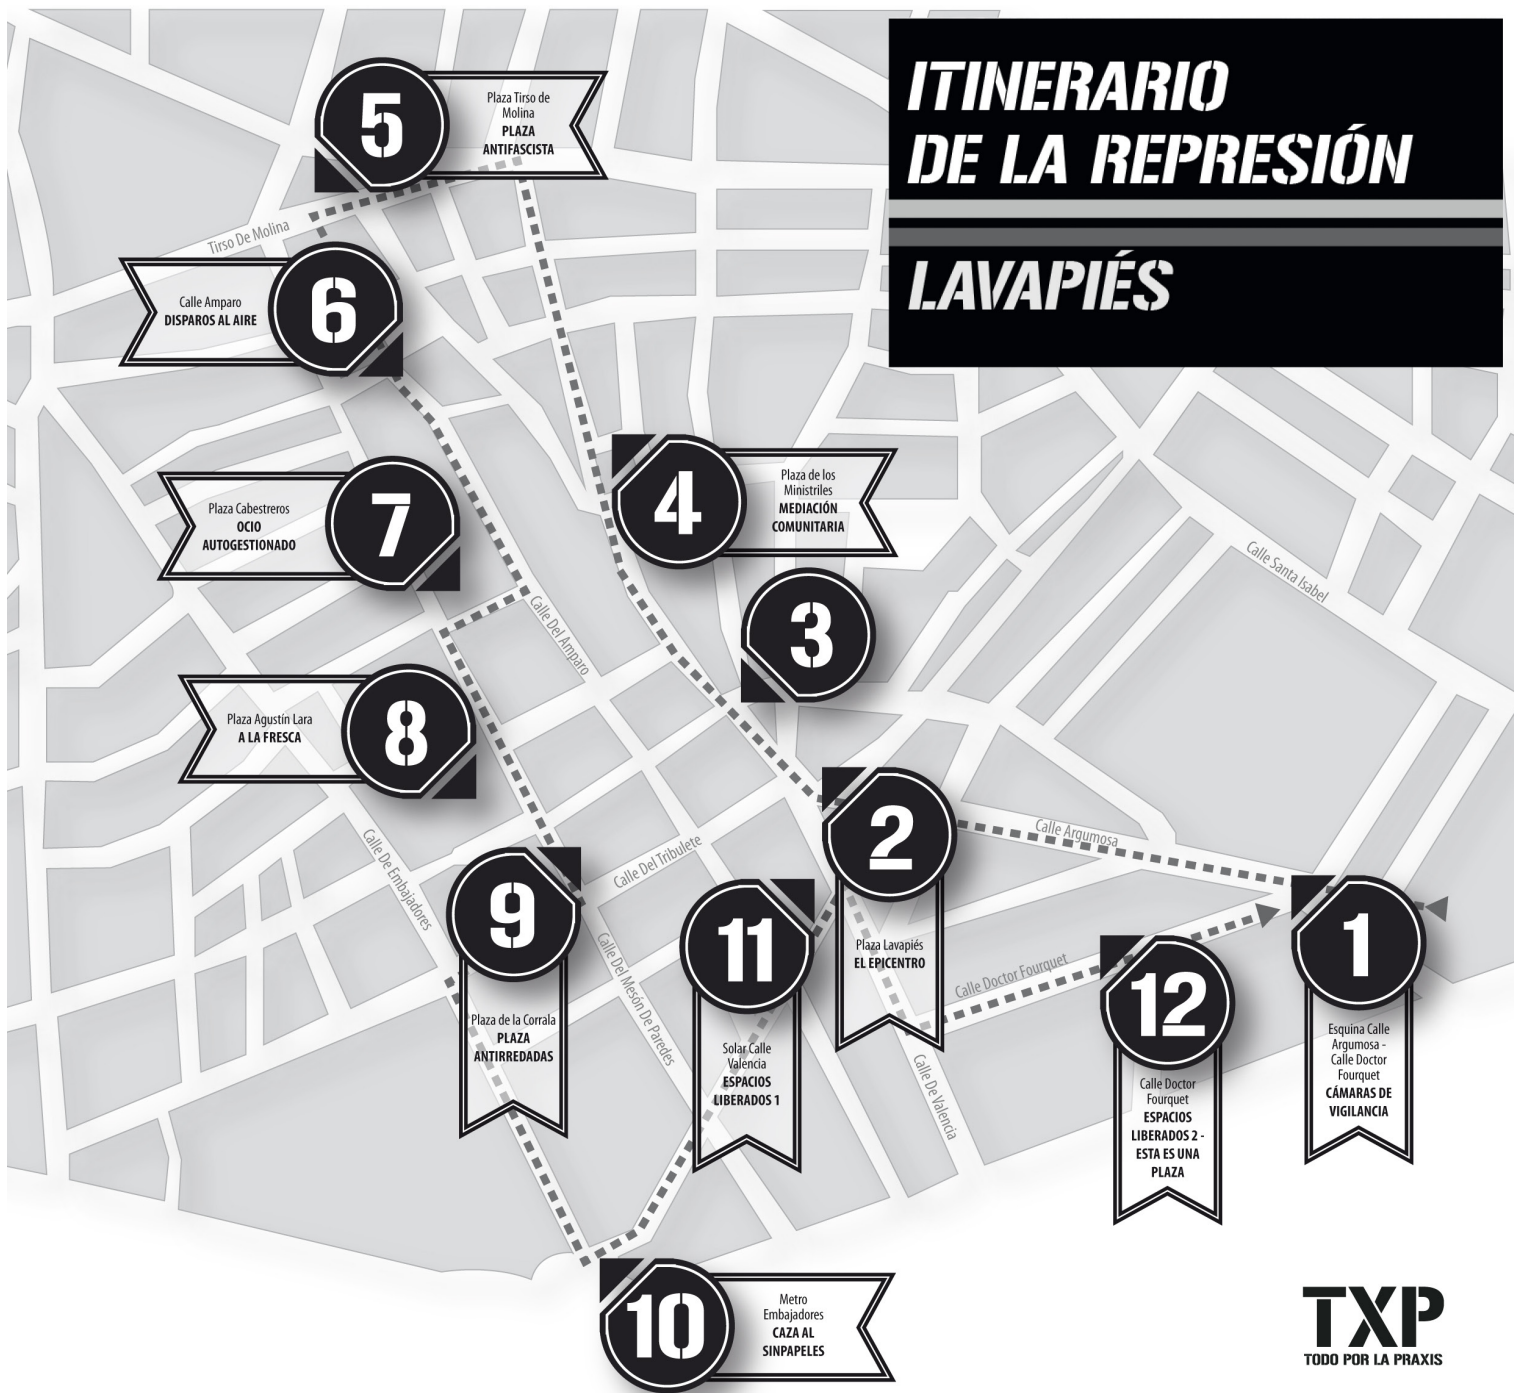 ITINERARIO
DE LA REPRESIÓN
LAVAPIÉS
5
Plaza Tirso de
Molina
PLAZA
ANTIFASCISTA
Tirso De Molina
6
Calle Amparo
DISPAROS AL AIRE
4
Plaza de los
Ministriles
MEDIACIÓN
COMUNITARIA
7
Plaza Cabestreros
OCIO
AUTOGESTIONADO
Calle Santa Isabel
Calle Del Amparo
3
8
Plaza Agustín Lara
A LA FRESCA
2
Plaza Lavapiés
EL EPICENTRO
Calle Argumosa
Calle De Embajadores
Calle Del Tribulete
9
Plaza de la Corrala
PLAZA
ANTIRREDADAS
Calle Del Mesón De Paredes
11
Solar Calle
Valencia
ESPACIOS
LIBERADOS 1
Calle Doctor Fourquet
Calle De Valencia
12
Calle Doctor
Fourquet
ESPACIOS
LIBERADOS 2 -
ESTA ES UNA
PLAZA
1
Esquina Calle
Argumosa -
Calle Doctor
Fourquet
CÁMARAS DE
VIGILANCIA
10
Metro
Embajadores
CAZA AL
SINPAPELES
TXP
TODO POR LA PRAXIS